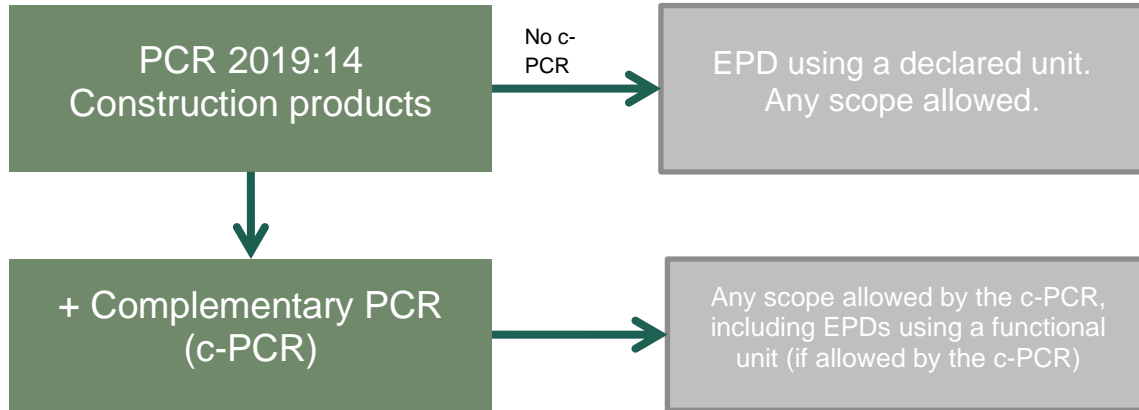 PCR 2019:14
Construction products
No c-
PCR
EPD using a declared unit.
Any scope allowed.
+ Complementary PCR
(c-PCR)
Any scope allowed by the c-PCR,
including EPDs using a functional
unit (if allowed by the c-PCR)